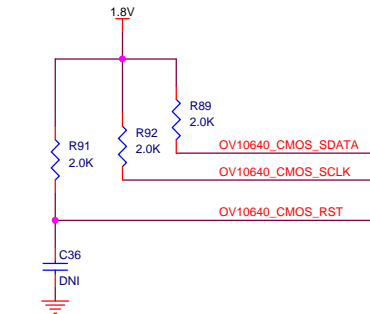 1.8V
R89
2.0K
R92
2.0K
R91
2.0K
OV10640_CMOS_SDATA
OV10640_CMOS_SCLK
OV10640_CMOS_RST
C36
DNI